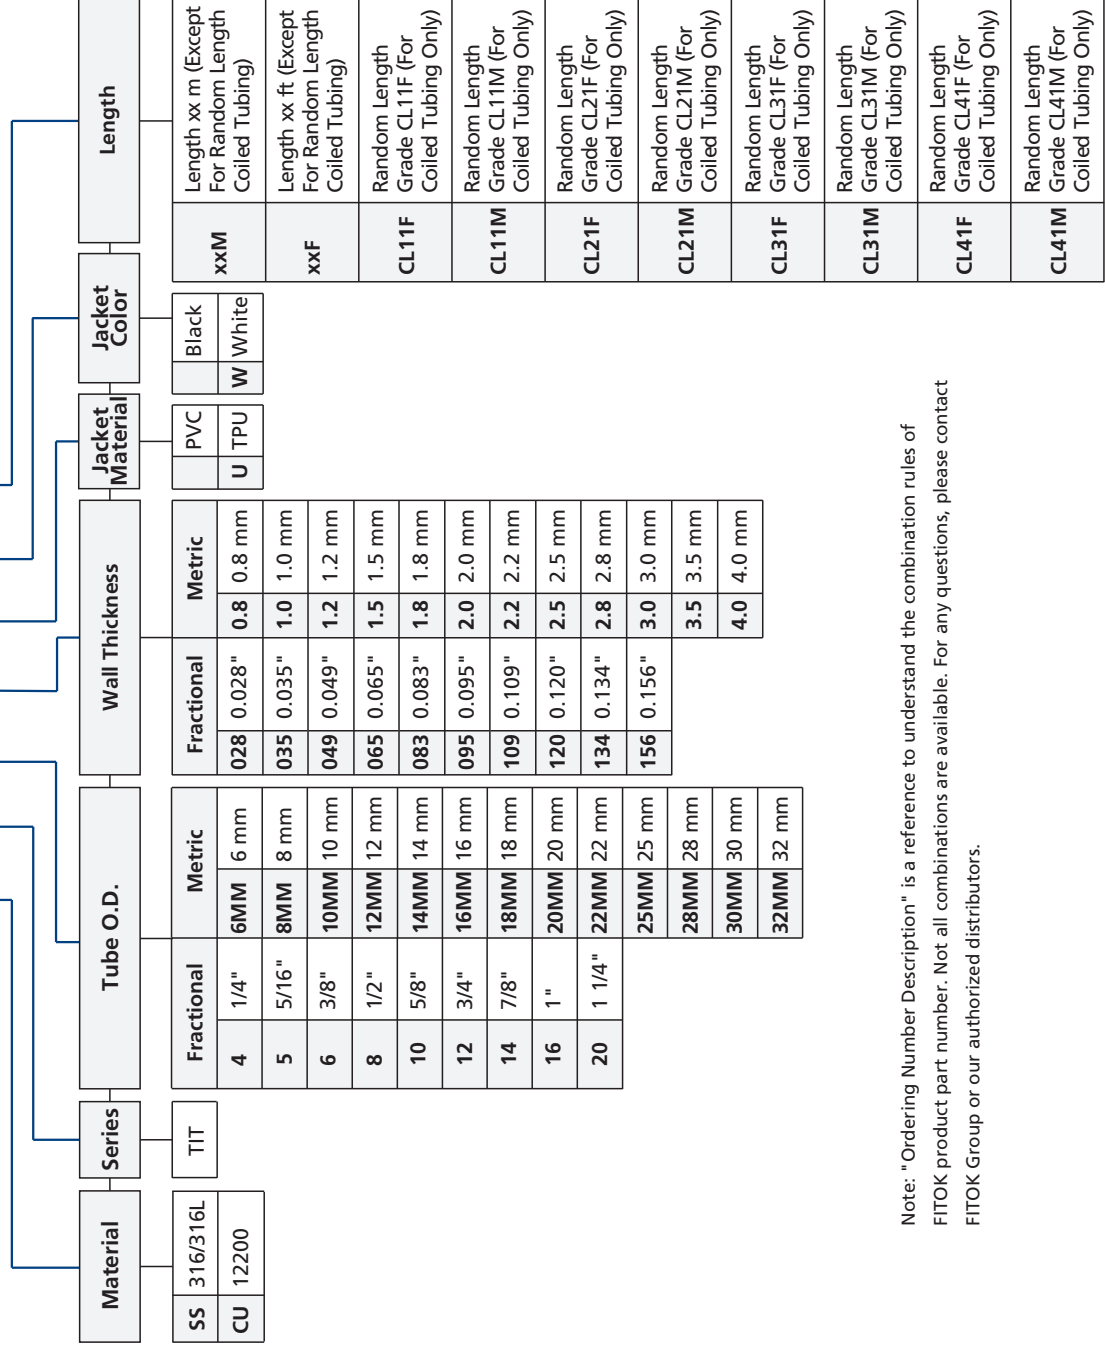 Material
SS 316/316L
CU 12200
Series
TIT
Tube O.D.
Fractional Metric
4 1/4" 6MM 6 mm
5 5/16" 8MM 8 mm
6 3/8" 10MM 10 mm
8 1/2" 12MM 12 mm
10 5/8" 14MM 14 mm
12 3/4" 16MM 16 mm
14 7/8" 18MM 18 mm
16 1" 20MM 20 mm
20 1 1/4" 22MM 22 mm
25MM 25 mm
28MM 28 mm
30MM 30 mm
32MM 32 mm
Wall Thickness
Fractional Metric
028 0.028" 0.8 0.8 mm
035 0.035" 1.0 1.0 mm
049 0.049" 1.2 1.2 mm
065 0.065" 1.5 1.5 mm
083 0.083" 1.8 1.8 mm
095 0.095" 2.0 2.0 mm
109 0.109" 2.2 2.2 mm
120 0.120" 2.5 2.5 mm
134 0.134" 2.8 2.8 mm
156 0.156" 3.0 3.0 mm
3.5 3.5 mm
4.0 4.0 mm
Jacket
Material
PVC
U TPU
Jacket
Color
Black
W White
Length
xxM Length xx m (Except
For Random Length
Coiled Tubing)
xxF Length xx ft (Except
For Random Length
Coiled Tubing)
CL11F Random Length
Grade CL11F (For
Coiled Tubing Only)
CL11M Random Length
Grade CL11M (For
Coiled Tubing Only)
CL21F Random Length
Grade CL21F (For
Coiled Tubing Only)
CL21M Random Length
Grade CL21M (For
Coiled Tubing Only)
CL31F Random Length
Grade CL31F (For
Coiled Tubing Only)
CL31M Random Length
Grade CL31M (For
Coiled Tubing Only)
CL41F Random Length
Grade CL41F (For
Coiled Tubing Only)
CL41M Random Length
Grade CL41M (For
Coiled Tubing Only)
Note: "Ordering Number Description" is a reference to understand the combination rules of
FITOK product part number. Not all combinations are available. For any questions, please contact
FITOK Group or our authorized distributors.